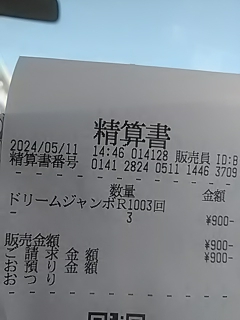 精算書
2024/05/11 14:46 014128 販売員 ID:B
精算書番号 0141 2824 0511 1446 3709
数量 金額
ドリームジャンボR1003回
- 3 ¥900-
販売金額 ¥900-
ご請求金額 ¥900-
お預り金額
おつり